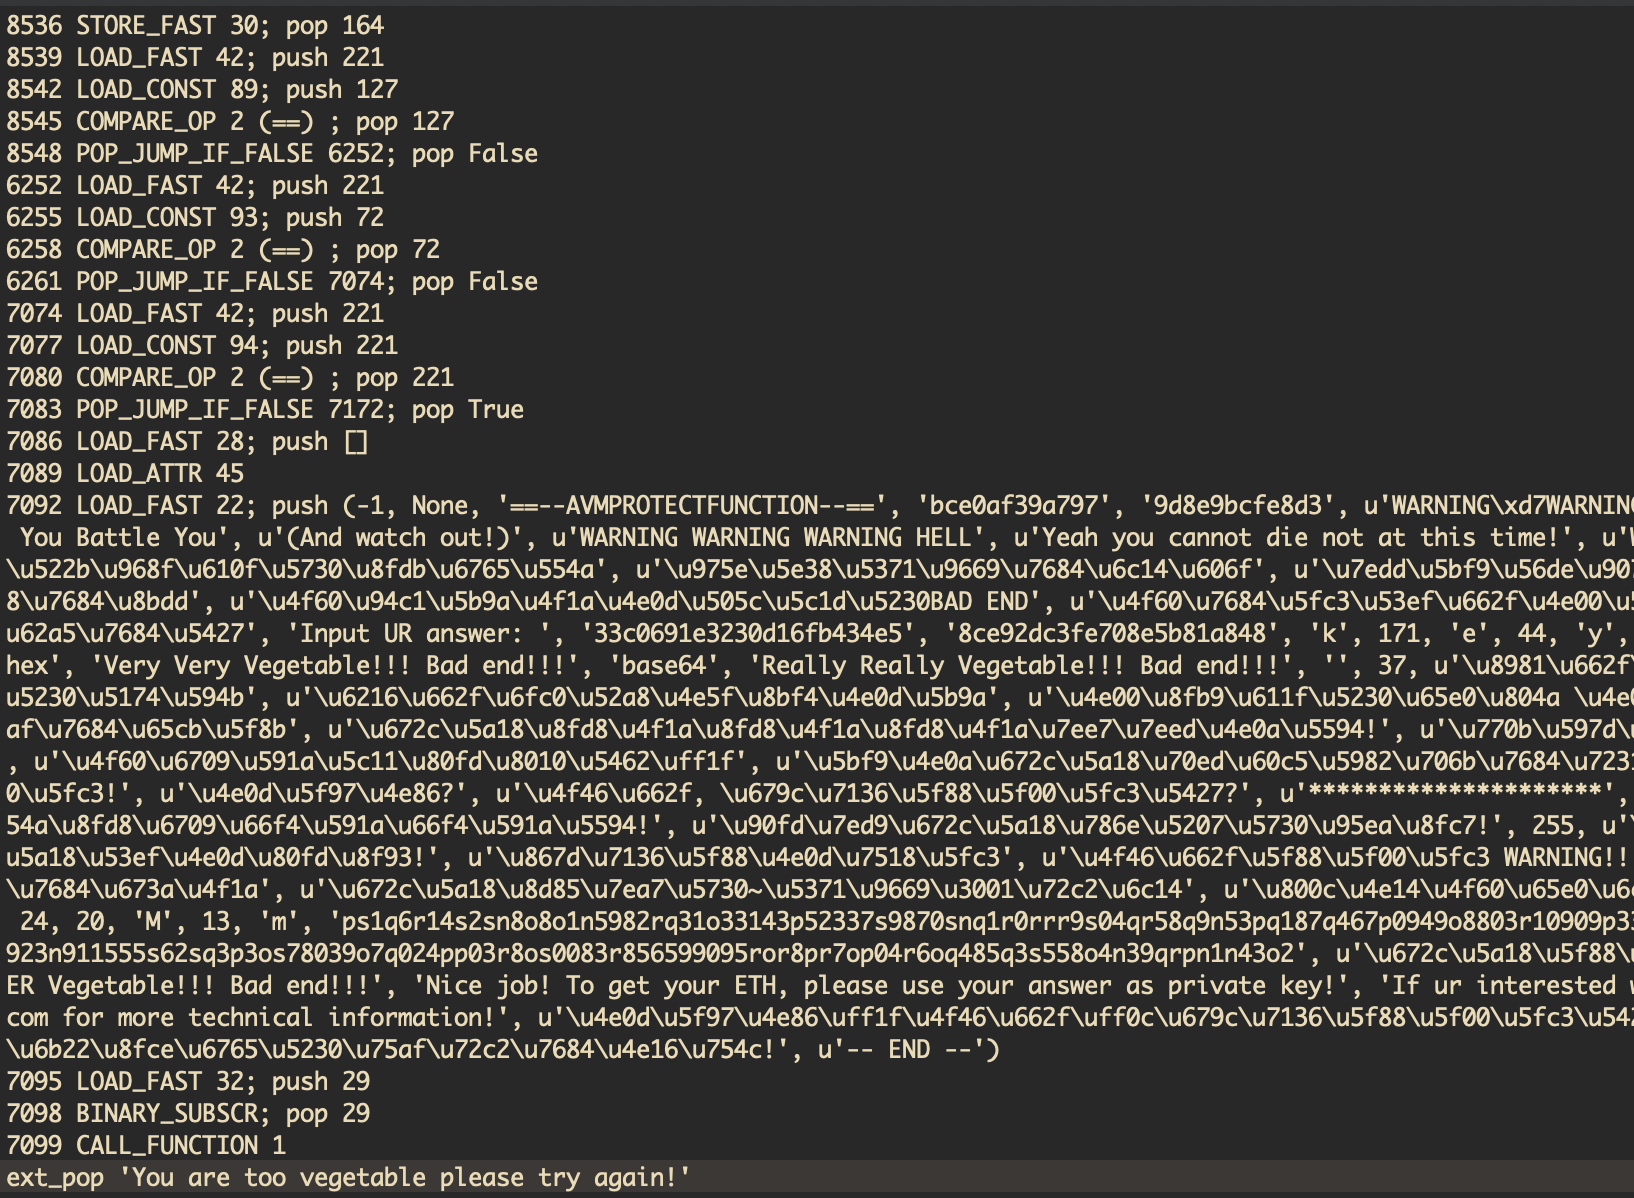 8536 STORE_FAST 30; pop 164
8539 LOAD_FAST 42; push 221
8542 LOAD_CONST 89; push 127
8545 COMPARE_OP 2 (==) ; pop 127
8548 POP_JUMP_IF_FALSE 6252; pop False
6252 LOAD_FAST 42; push 221
6255 LOAD_CONST 93; push 72
6258 COMPARE_OP 2 (==) ; pop 72
6261 POP_JUMP_IF_FALSE 7074; pop False
7074 LOAD_FAST 42; push 221
7077 LOAD_CONST 94; push 221
7080 COMPARE_OP 2 (==) ; pop 221
7083 POP_JUMP_IF_FALSE 7172; pop True
7086 LOAD_FAST 28; push []
7089 LOAD_ATTR 45
7092 LOAD_FAST 22; push (-1, None, '==--AVMPROTECTFUNCTION--==', 'bce0af39a797', '9d8e9bcfe8d3', u'WARNING\xd7WARNING
You Battle You', u'(And watch out!)', u'WARNING WARNING WARNING HELL', u'Yeah you cannot die not at this time!', u'W
\u522b\u968f\u610f\u5730\u8fdb\u6765\u554a', u'\u975e\u5e38\u5371\u9669\u7684\u6c14\u606f', u'\u7edd\u5bf9\u56de\u907
8\u7684\u8bdd', u'\u4f60\u94c1\u5b9a\u4f1a\u4e0d\u505c\u5c1d\u5230BAD END', u'\u4f60\u7684\u5fc3\u53ef\u662f\u4e00\u5
u62a5\u7684\u5427', 'Input UR answer: ', '33c0691e3230d16fb434e5', '8ce92dc3fe708e5b81a848', 'k', 171, 'e', 44, 'y',
hex', 'Very Very Vegetable!!! Bad end!!!', 'base64', 'Really Really Vegetable!!! Bad end!!!', '', 37, u'\u8981\u662f\
u5230\u5174\u594b', u'\u6216\u662f\u6fc0\u52a8\u4e5f\u8bf4\u4e0d\u5b9a', u'\u4e00\u8fb9\u611f\u5230\u65e0\u804a \u4e0
af\u7684\u65cb\u5f8b', u'\u672c\u5a18\u8fd8\u4f1a\u8fd8\u4f1a\u8fd8\u4f1a\u7ee7\u7eed\u4e0a\u5594!', u'\u770b\u597d\u
, u'\u4f60\u6709\u591a\u5c11\u80fd\u8010\u5462\uff1f', u'\u5bf9\u4e0a\u672c\u5a18\u70ed\u60c5\u5982\u706b\u7684\u7231
0\u5fc3!', u'\u4e0d\u5f97\u4e86?', u'\u4f46\u662f, \u679c\u7136\u5f88\u5f00\u5fc3\u5427?', u'*********************',
54a\u8fd8\u6709\u66f4\u591a\u66f4\u591a\u5594!', u'\u90fd\u7ed9\u672c\u5a18\u786e\u5207\u5730\u95ea\u8fc7!', 255, u'\
u5a18\u53ef\u4e0d\u80fd\u8f93!', u'\u867d\u7136\u5f88\u4e0d\u7518\u5fc3', u'\u4f46\u662f\u5f88\u5f00\u5fc3 WARNING!!
\u7684\u673a\u4f1a', u'\u672c\u5a18\u8d85\u7ea7\u5730~\u5371\u9669\u3001\u72c2\u6c14', u'\u800c\u4e14\u4f60\u65e0\u6
24, 20, 'M', 13, 'm', 'ps1q6r14s2sn8o8o1n5982rq31o33143p52337s9870snq1r0rrr9s04qr58q9n53pq187q467p0949o8803r10909p33
923n911555s62sq3p3os78039o7q024pp03r8os0083r856599095ror8pr7op04r6oq485q3s558o4n39qrpn1n43o2', u'\u672c\u5a18\u5f88\u
ER Vegetable!!! Bad end!!!', 'Nice job! To get your ETH, please use your answer as private key!', 'If ur interested w
com for more technical information!', u'\u4e0d\u5f97\u4e86\uff1f\u4f46\u662f\uff0c\u679c\u7136\u5f88\u5f00\u5fc3\u542
\u6b22\u8fce\u6765\u5230\u75af\u72c2\u7684\u4e16\u754c!', u'-- END --')
7095 LOAD_FAST 32; push 29
7098 BINARY_SUBSCR; pop 29
7099 CALL_FUNCTION 1
ext_pop 'You are too vegetable please try again!'